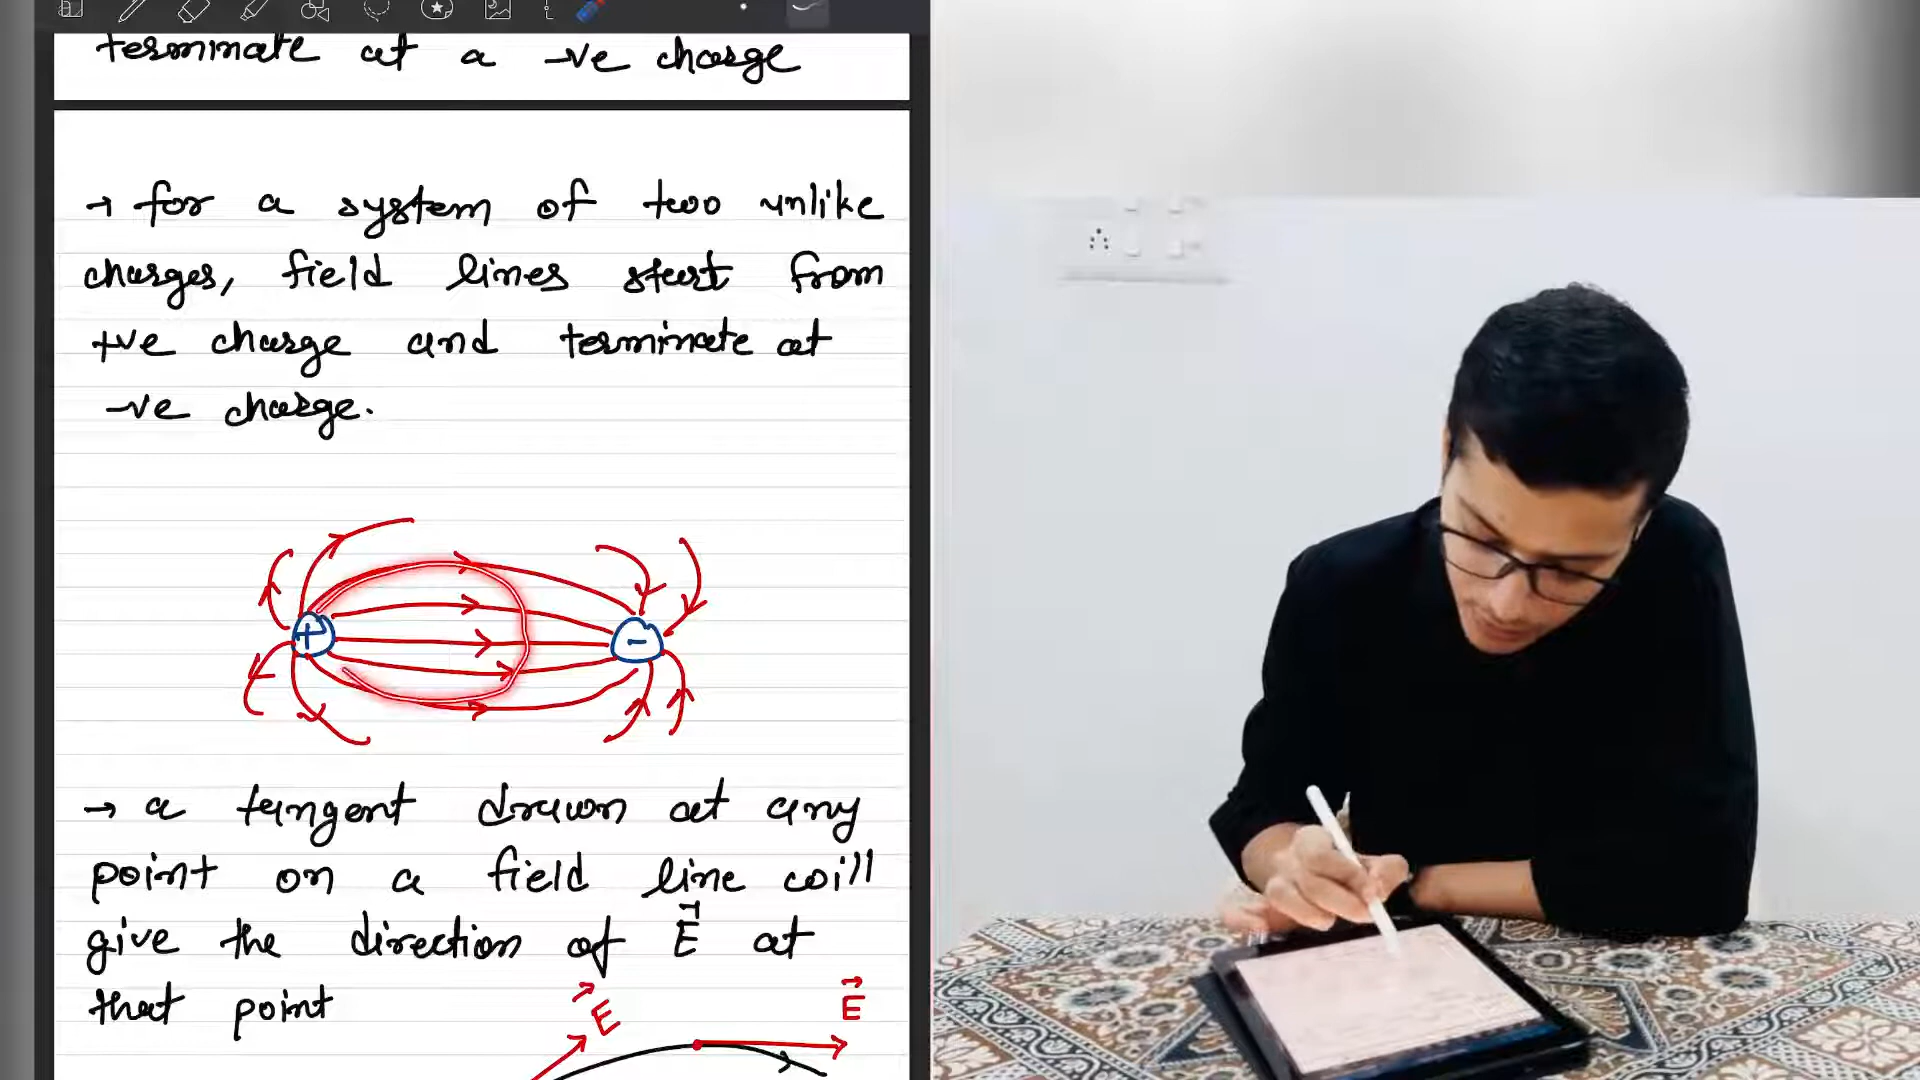 terminate at a -ve charge
→ for a system of two unlike
charges, field lines start from
+ve charge and terminate at
-ve charge.
+ -
→ a tangent drawn at any
point on a field line will
give the direction of E⃗ at
that point
E⃗ E⃗